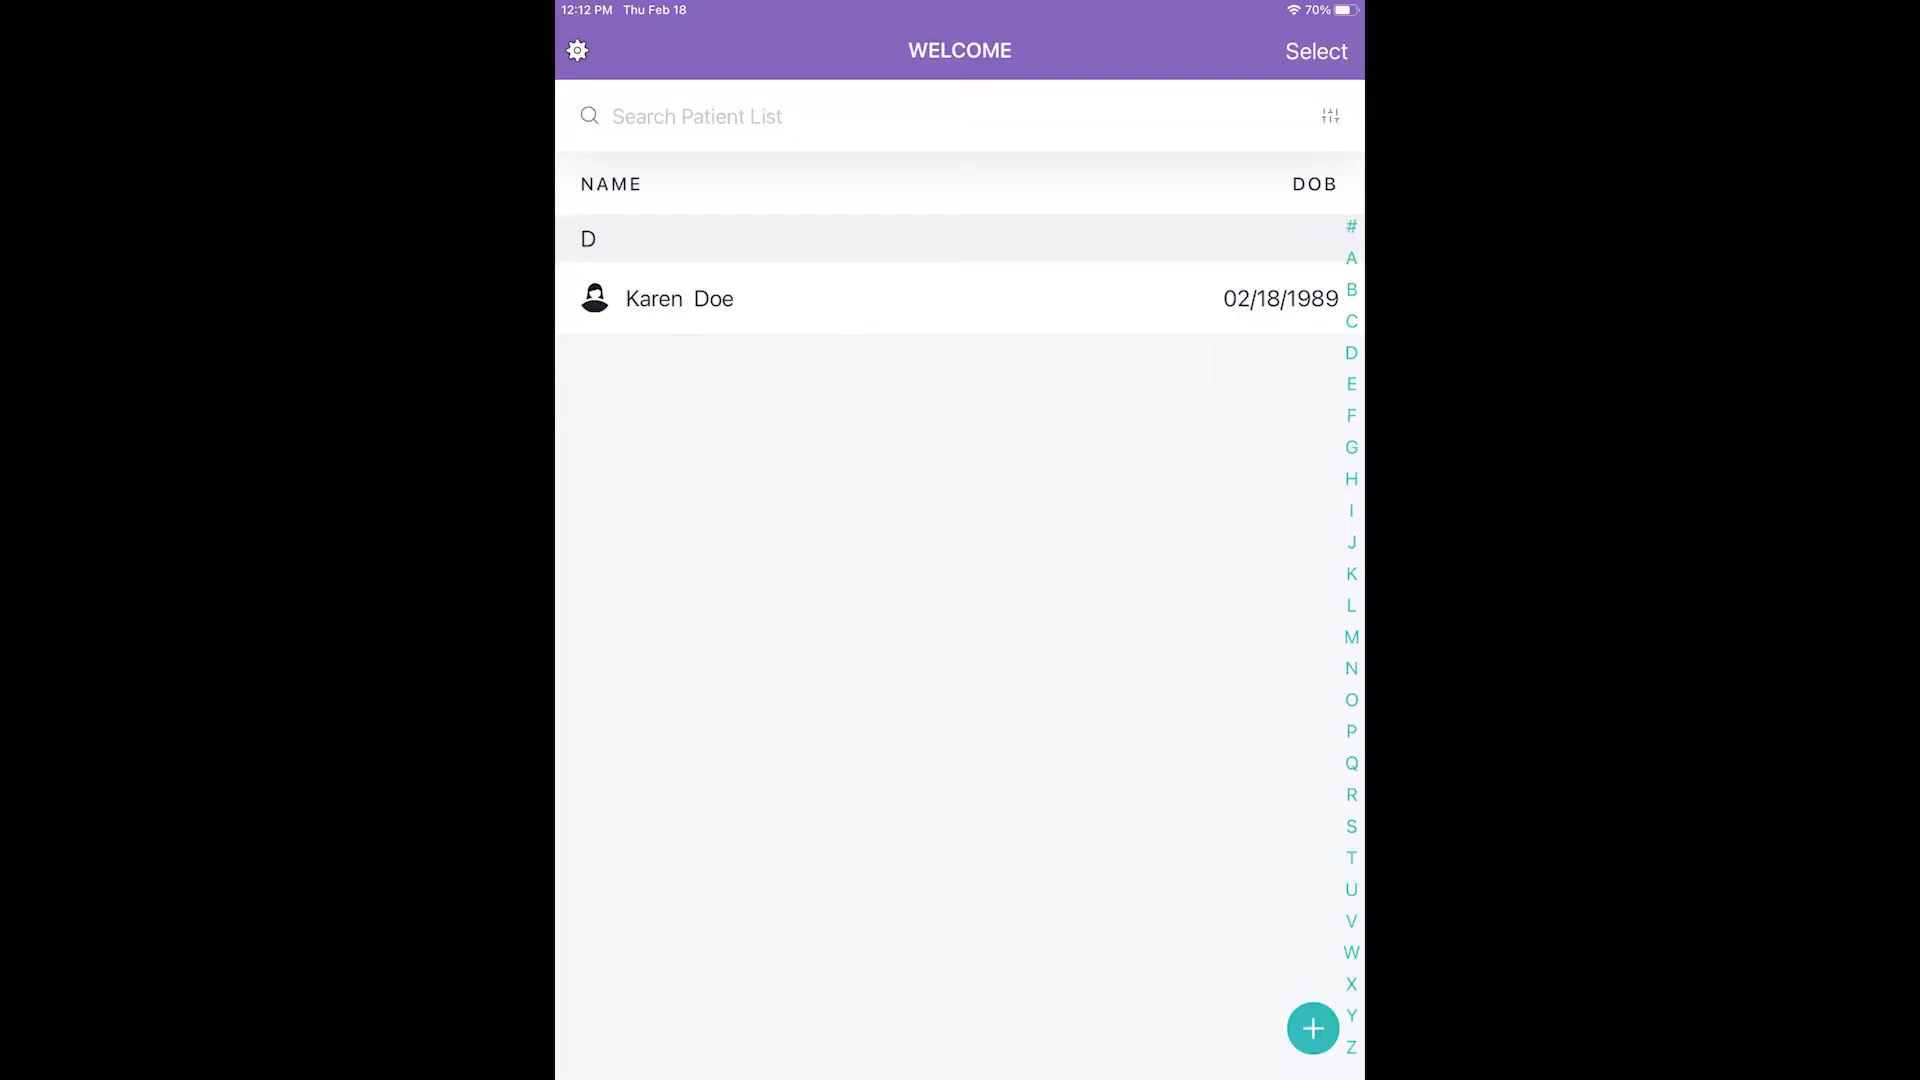 12:12 PM Thu Feb 18 70%
WELCOME Select
Search Patient List
NAME DOB
D
Karen Doe 02/18/1989
#
A
B
C
D
E
F
G
H
I
J
K
L
M
N
O
P
Q
R
S
T
U
V
W
X
Y
Z